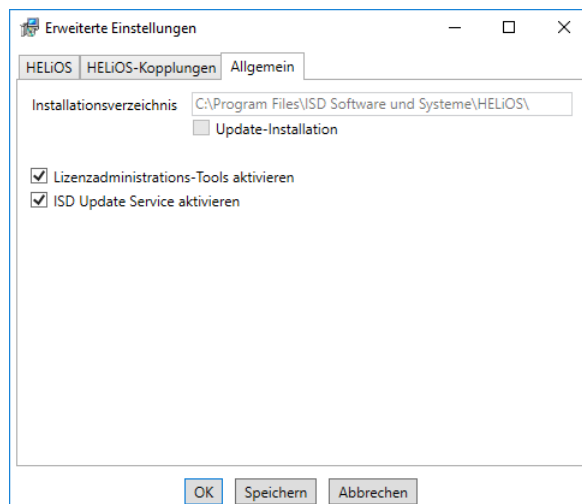 Erweiterte Einstellungen
HELiOS HELiOS-Kopplungen Allgemein
Installationsverzeichnis C:\Program Files\ISD Software und Systeme\HELiOS\
Update-Installation
Lizenzadministrations-Tools aktivieren
ISD Update Service aktivieren
OK Speichern Abbrechen